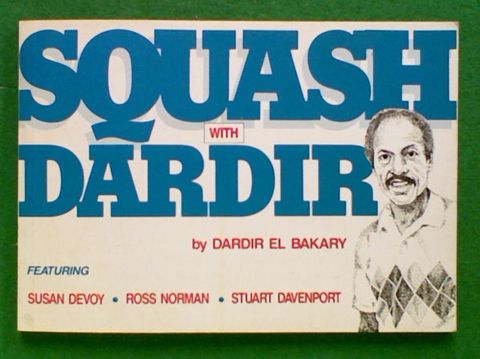 SQUASH
WITH
DARDIR
by DARDIR EL BAKARY
FEATURING
SUSAN DEVOY • ROSS NORMAN • STUART DAVENPORT